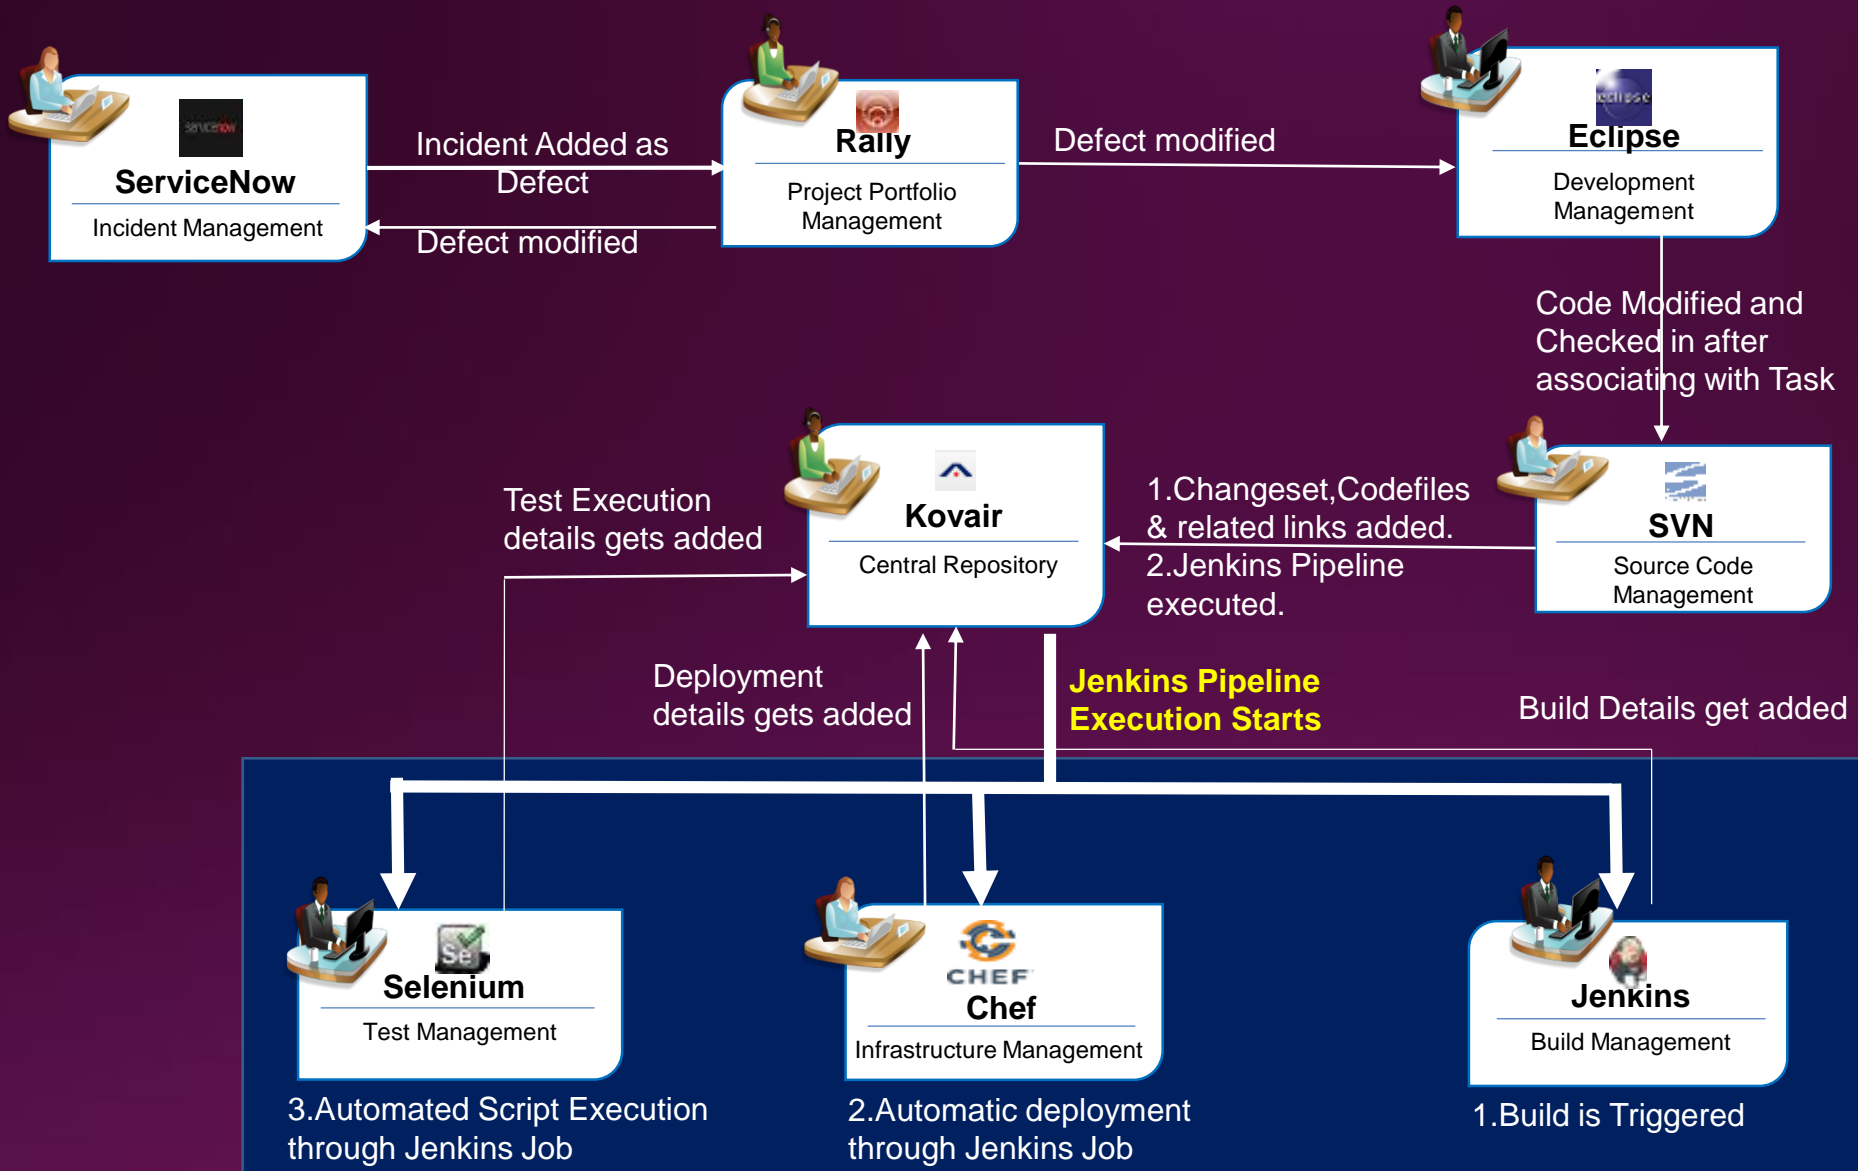 servicenow
ServiceNow
Incident Management
Incident Added as
Defect
Defect modified
Rally
Project Portfolio
Management
Defect modified
eclipse
Eclipse
Development
Management
Code Modified and
Checked in after
associating with Task
SVN
Source Code
Management
1.Changeset,Codefiles
& related links added.
2.Jenkins Pipeline
executed.
Kovair
Central Repository
Test Execution
details gets added
Deployment
details gets added
Jenkins Pipeline
Execution Starts
Build Details get added
Se
Selenium
Test Management
3.Automated Script Execution
through Jenkins Job
CHEF
Chef
Infrastructure Management
2.Automatic deployment
through Jenkins Job
Jenkins
Build Management
1.Build is Triggered